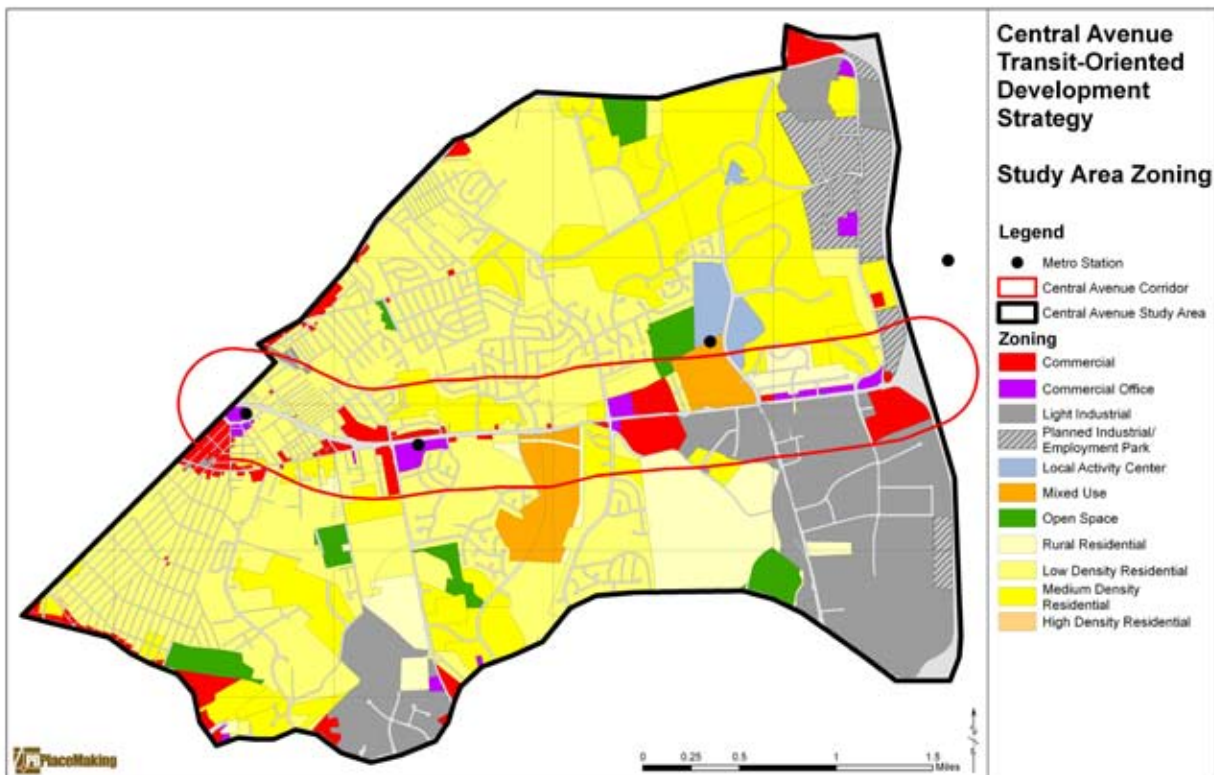 Central Avenue
Transit-Oriented
Development
Strategy
Study Area Zoning
Legend
Metro Station
Central Avenue Corridor
Central Avenue Study Area
Zoning
Commercial
Commercial Office
Light Industrial
Planned Industrial/
Employment Park
Local Activity Center
Mixed Use
Open Space
Rural Residential
Low Density Residential
Medium Density
Residential
High Density Residential
PlaceMaking
0 0.25 0.5 1 1.5
Miles